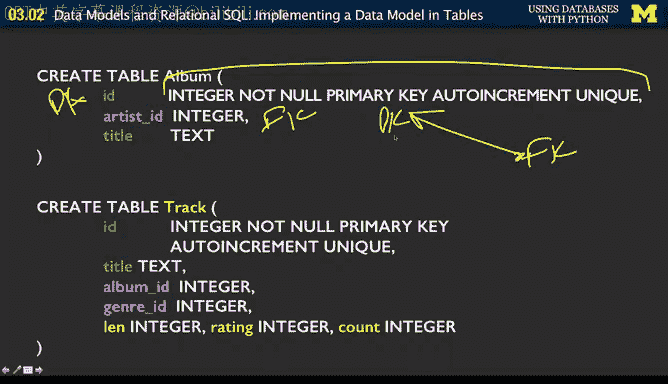 03.02 Data Models and Relational SQL: Implementing a Data Model in Tables
USING DATABASES
WITH PYTHON
CREATE TABLE Album (
PK id INTEGER NOT NULL PRIMARY KEY AUTOINCREMENT UNIQUE,
artist_id INTEGER, FK
title TEXT
PK
FK
)
CREATE TABLE Track (
id INTEGER NOT NULL PRIMARY KEY
AUTOINCREMENT UNIQUE,
title TEXT,
album_id INTEGER,
genre_id INTEGER,
len INTEGER, rating INTEGER, count INTEGER
)